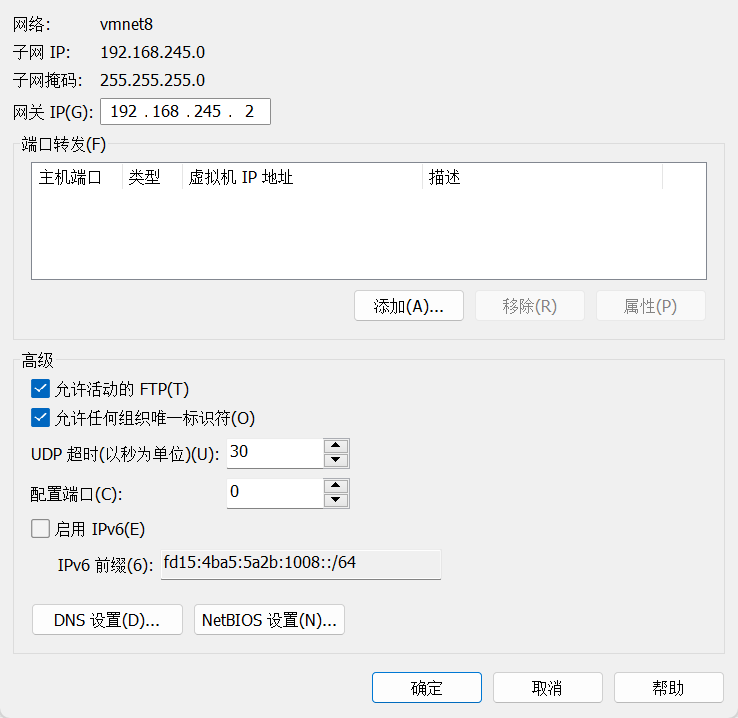 网络: vmnet8
子网 IP: 192.168.245.0
子网掩码: 255.255.255.0
网关 IP(G): 192 . 168 . 245 . 2
端口转发(F)
主机端口 类型 虚拟机 IP 地址 描述
添加(A)... 移除(R) 属性(P)
高级
允许活动的 FTP(T)
允许任何组织唯一标识符(O)
UDP 超时(以秒为单位)(U): 30
配置端口(C): 0
启用 IPv6(E)
IPv6 前缀(6): fd15:4ba5:5a2b:1008::/64
DNS 设置(D)... NetBIOS 设置(N)...
确定 取消 帮助